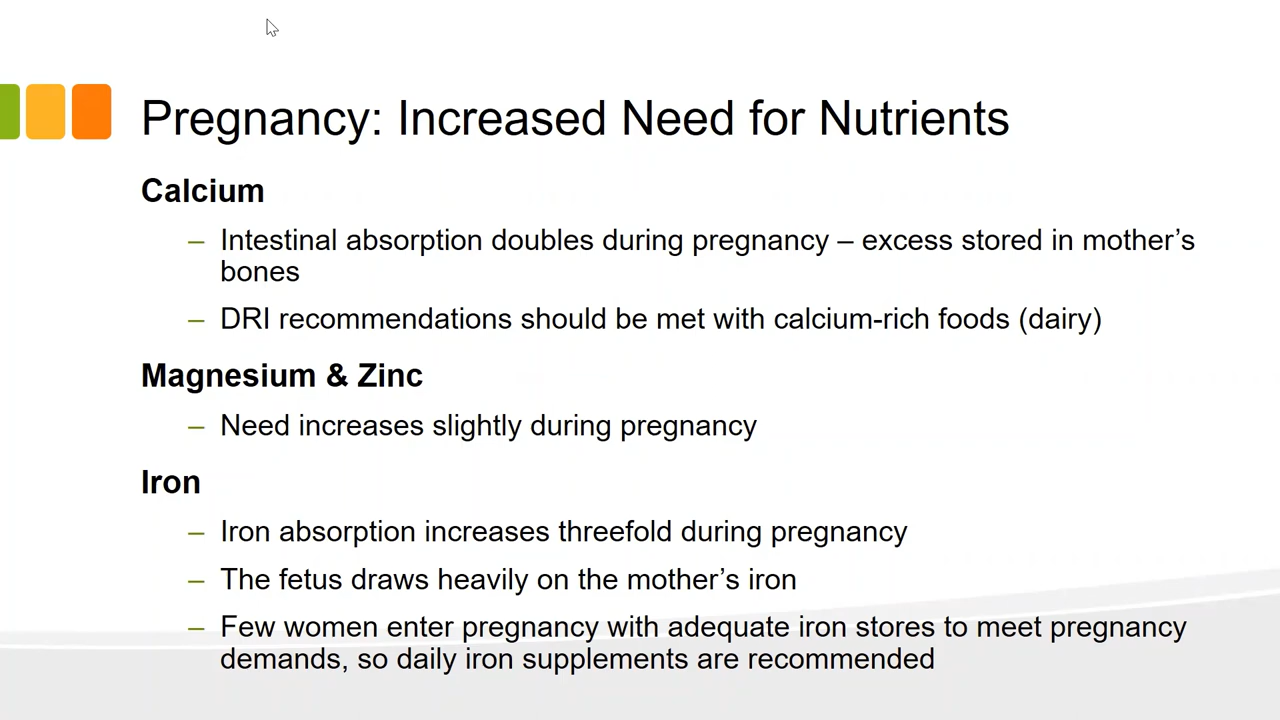 Pregnancy: Increased Need for Nutrients
Calcium
– Intestinal absorption doubles during pregnancy – excess stored in mother’s
bones
– DRI recommendations should be met with calcium-rich foods (dairy)
Magnesium & Zinc
– Need increases slightly during pregnancy
Iron
– Iron absorption increases threefold during pregnancy
– The fetus draws heavily on the mother’s iron
– Few women enter pregnancy with adequate iron stores to meet pregnancy
demands, so daily iron supplements are recommended